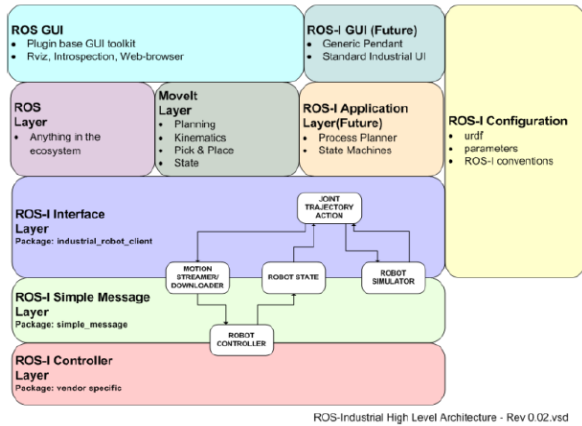 ROS GUI
• Plugin base GUI toolkit
• Rviz, Introspection, Web-browser
ROS-I GUI (Future)
• Generic Pendant
• Standard Industrial UI
ROS
Layer
• Anything in the
ecosystem
MoveIt
Layer
• Planning
• Kinematics
• Pick & Place
• State
ROS-I Application
Layer(Future)
• Process Planner
• State Machines
ROS-I Configuration
• urdf
• parameters
• ROS-I conventions
ROS-I Interface
Layer
Package: industrial_robot_client
JOINT
TRAJECTORY
ACTION
MOTION
STREAMER/
DOWNLOADER
ROBOT STATE
ROBOT
SIMULATOR
ROS-I Simple Message
Layer
Package: simple_message
ROBOT
CONTROLLER
ROS-I Controller
Layer
Package: vendor specific
ROS-Industrial High Level Architecture - Rev 0.02.vsd